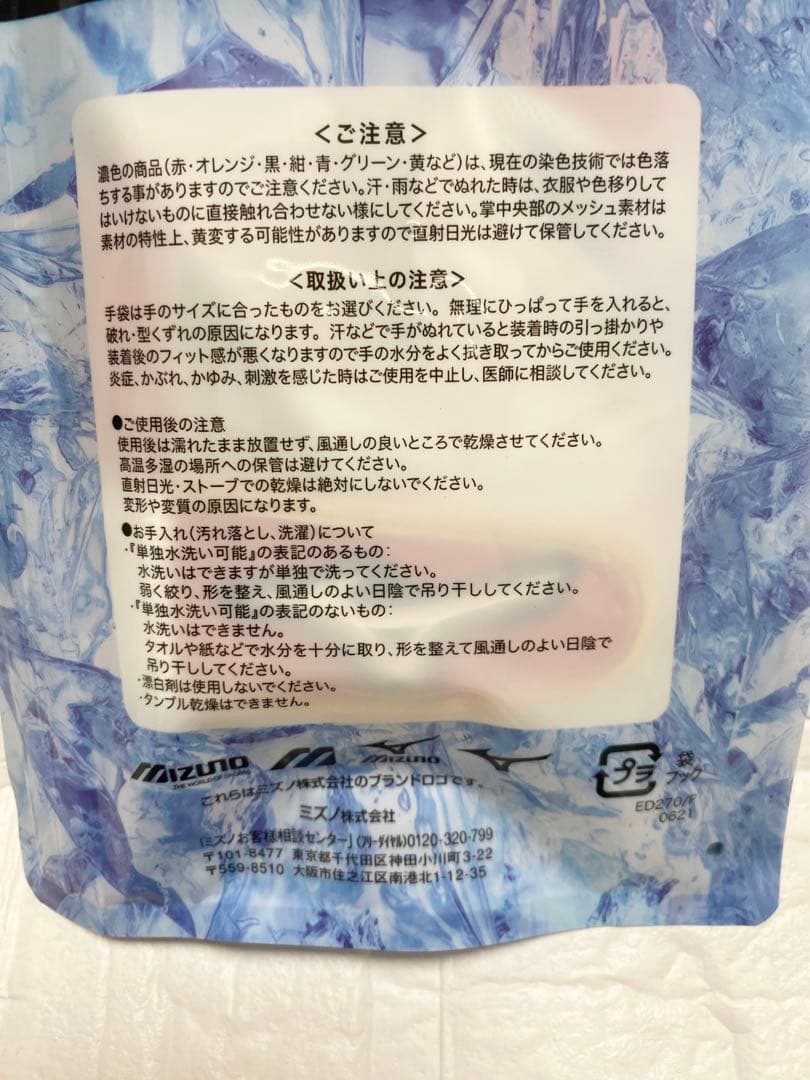 <ご注意>
濃色の商品(赤・オレンジ・黒・紺・青・グリーン・黄など)は、現在の染色技術では色落
ちする事がありますのでご注意ください。汗・雨などでぬれた時は、衣服や色移りして
はいけないものに直接触れ合わせない様にしてください。掌中央部のメッシュ素材は
素材の特性上、黄変する可能性がありますので直射日光は避けて保管してください。
<取扱い上の注意>
手袋は手のサイズに合ったものをお選びください。無理にひっぱって手を入れると、
破れ・型くずれの原因になります。汗などで手がぬれていると装着時の引っ掛かりや
装着後のフィット感が悪くなりますので手の水分をよく拭き取ってからご使用ください。
炎症、かぶれ、かゆみ、刺激を感じた時はご使用を中止し、医師に相談してください。
●ご使用後の注意
使用後は濡れたまま放置せず、風通しの良いところで乾燥させてください。
高温多湿の場所への保管は避けてください。
直射日光・ストーブでの乾燥は絶対にしないでください。
変形や変質の原因になります。
●お手入れ(汚れ落とし、洗濯)について
・『単独水洗い可能』の表記のあるもの:
水洗いはできますが単独で洗ってください。
弱く絞り、形を整え、風通しのよい日陰で吊り干ししてください。
・『単独水洗い可能』の表記のないもの:
水洗いはできません。
タオルや紙などで水分を十分に取り、形を整えて風通しのよい日陰で
吊り干ししてください。
・漂白剤は使用しないでください。
・タンブル乾燥はできません。
MIZUNO
THE WORLD OF SPORTS
MIZUNO
これらはミズノ株式会社のブランドロゴです。
プラ
袋
フック
ED270/F
0621
ミズノ株式会社
「ミズノお客様相談センター」(フリーダイヤル)0120-320-799
〒101-8477 東京都千代田区神田小川町3-22
〒559-8510 大阪市住之江区南港北1-12-35